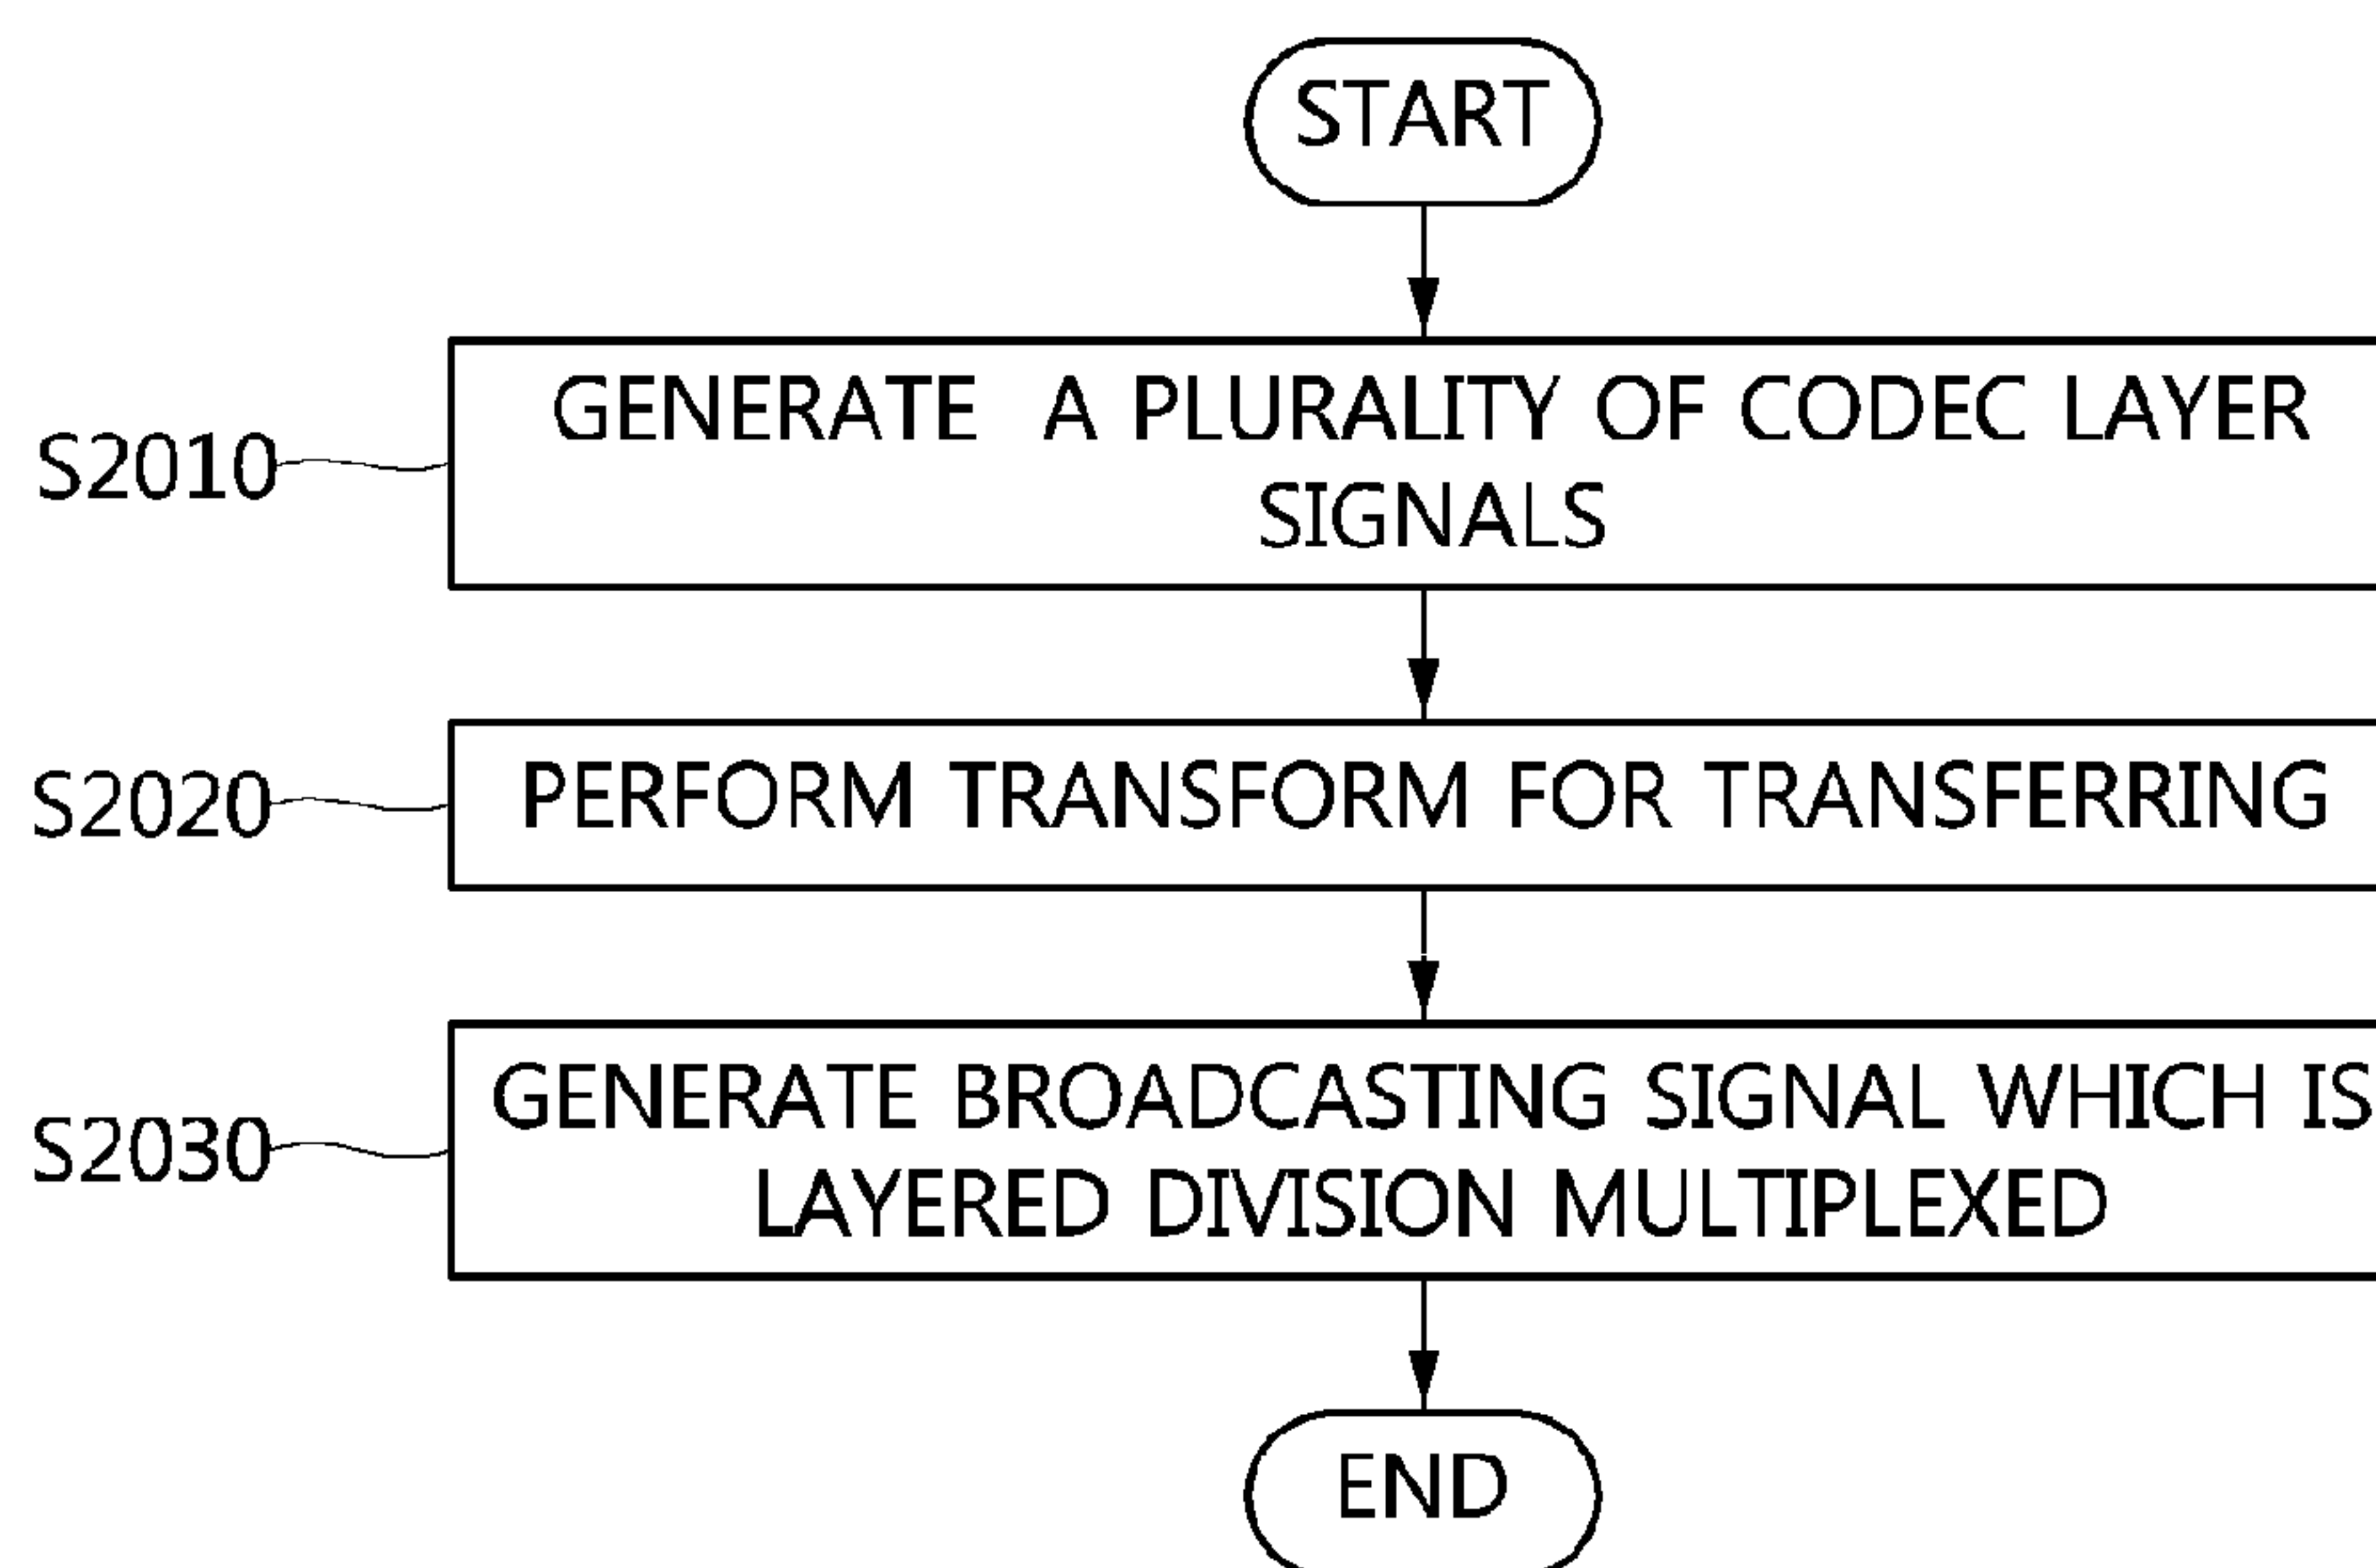 START
GENERATE A PLURALITY OF CODEC LAYER
SIGNALS
S2010
PERFORM TRANSFORM FOR TRANSFERRING
S2020
GENERATE BROADCASTING SIGNAL WHICH IS
LAYERED DIVISION MULTIPLEXED
S2030
END